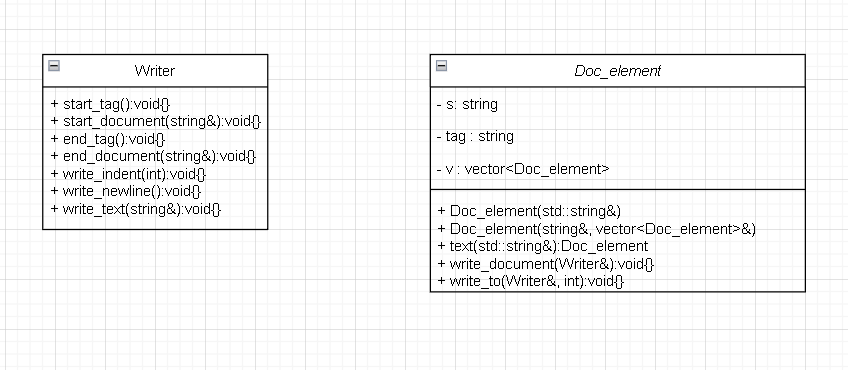 Writer
+ start_tag():void{}
+ start_document(string&):void{}
+ end_tag():void{}
+ end_document(string&):void{}
+ write_indent(int):void{}
+ write_newline():void{}
+ write_text(string&):void{}
Doc_element
- s: string
- tag : string
- v : vector<Doc_element>
+ Doc_element(std::string&)
+ Doc_element(string&, vector<Doc_element>&)
+ text(std::string&):Doc_element
+ write_document(Writer&):void{}
+ write_to(Writer&, int):void{}